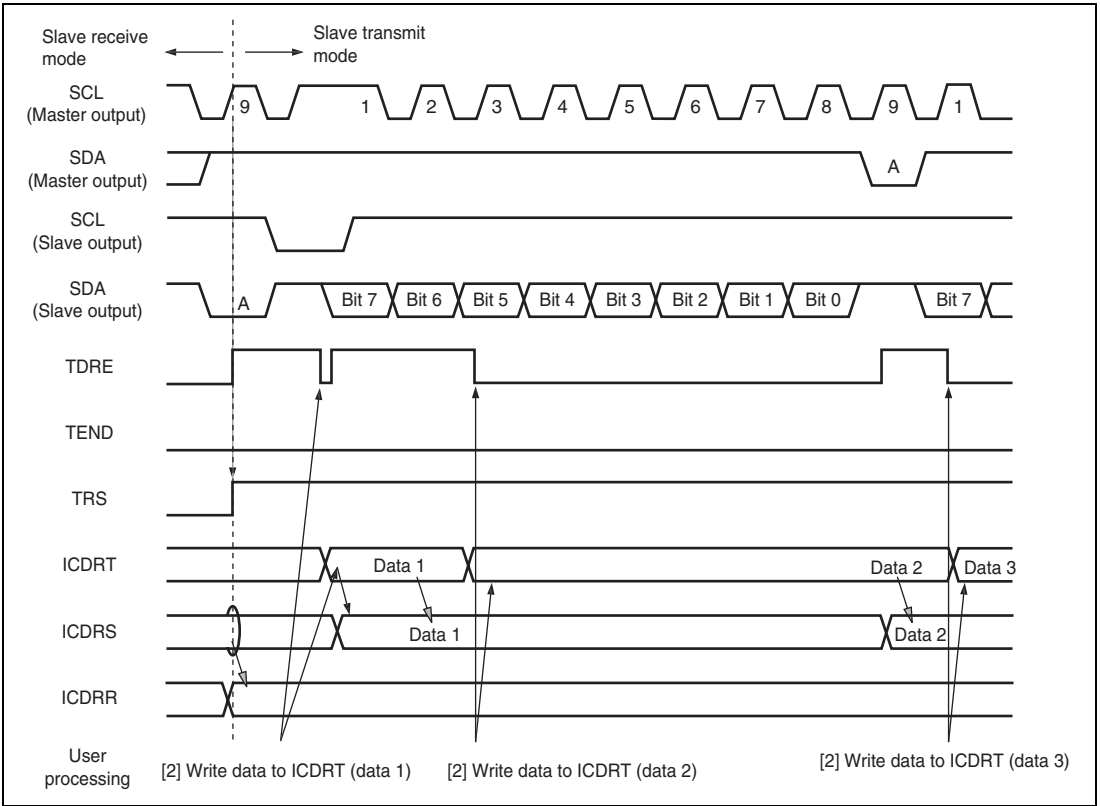 Slave receive
mode
Slave transmit
mode
SCL
(Master output)
9 1 2 3 4 5 6 7 8 9 1
SDA
(Master output)
A
SCL
(Slave output)
SDA
(Slave output)
A Bit 7 Bit 6 Bit 5 Bit 4 Bit 3 Bit 2 Bit 1 Bit 0 Bit 7
TDRE
TEND
TRS
ICDRT
Data 1 Data 2 Data 3
ICDRS
Data 1 Data 2
ICDRR
User
processing
[2] Write data to ICDRT (data 1) [2] Write data to ICDRT (data 2) [2] Write data to ICDRT (data 3)